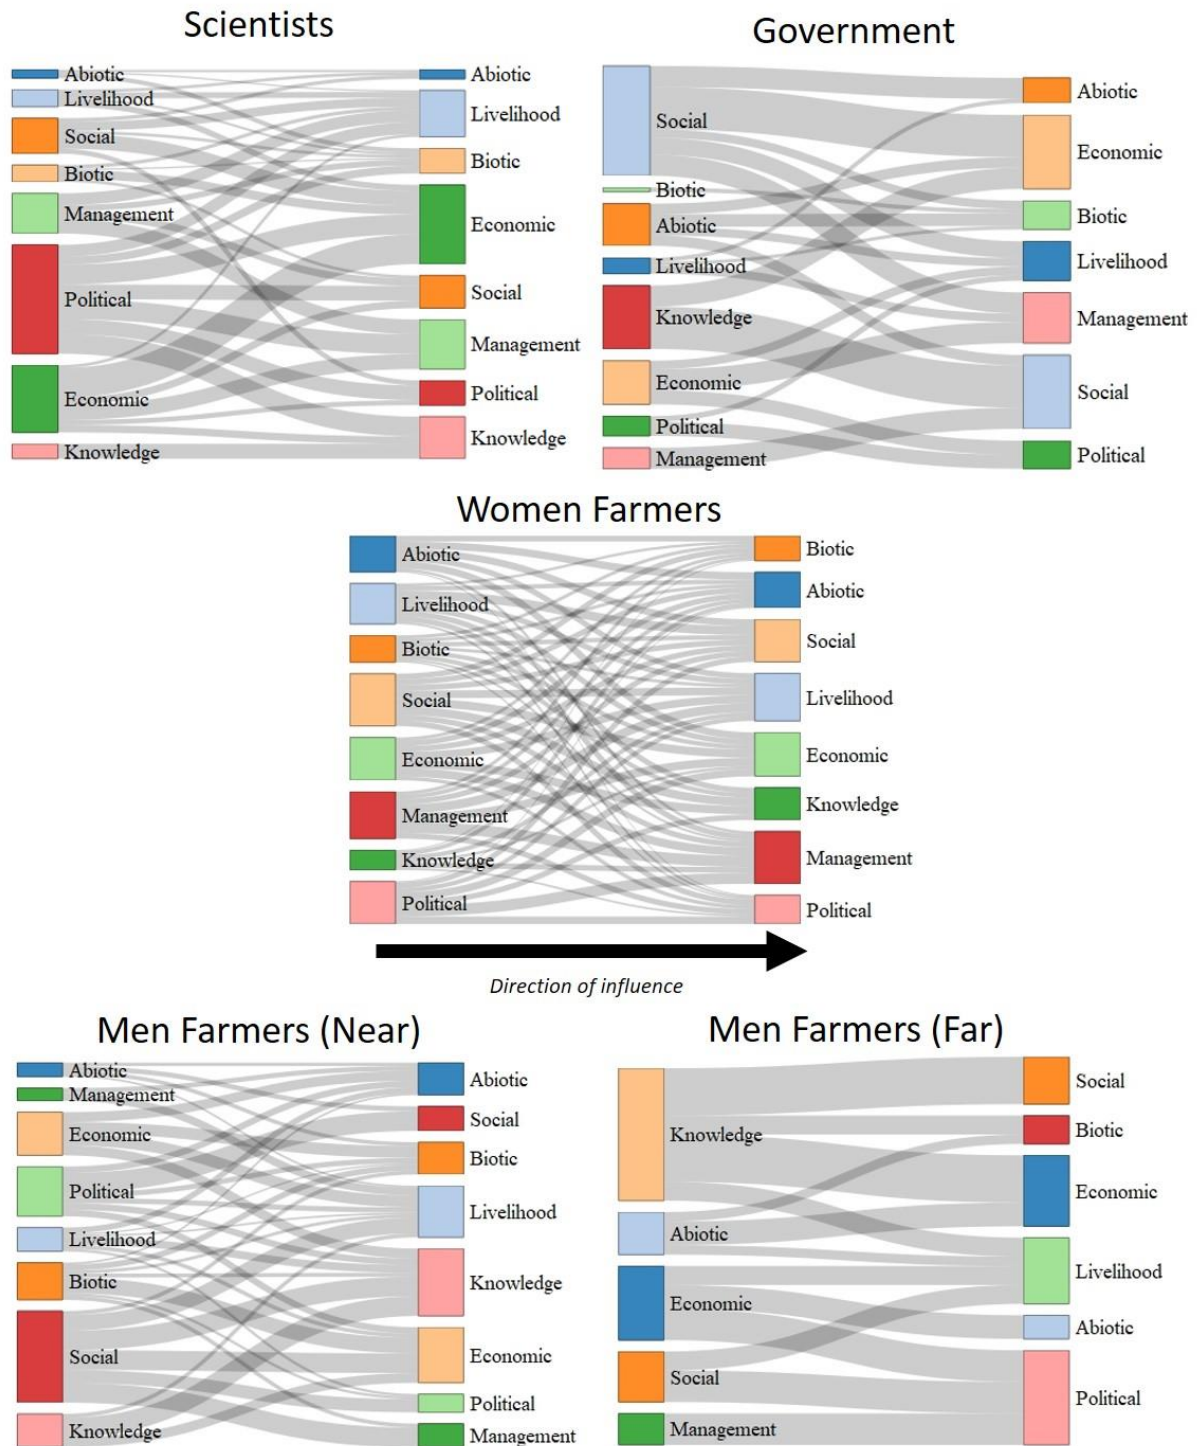 Scientists
Abiotic
Livelihood
Social
Biotic
Management
Political
Economic
Knowledge
Abiotic
Livelihood
Biotic
Economic
Social
Management
Political
Knowledge
Government
Social
Biotic
Abiotic
Livelihood
Knowledge
Economic
Political
Management
Abiotic
Economic
Biotic
Livelihood
Management
Social
Political
Women Farmers
Abiotic
Livelihood
Biotic
Social
Economic
Management
Knowledge
Political
Biotic
Abiotic
Social
Livelihood
Economic
Knowledge
Management
Political
Direction of influence
Men Farmers (Near)
Abiotic
Management
Economic
Political
Livelihood
Biotic
Social
Knowledge
Abiotic
Social
Biotic
Livelihood
Knowledge
Economic
Political
Management
Men Farmers (Far)
Knowledge
Abiotic
Economic
Social
Management
Social
Biotic
Economic
Livelihood
Abiotic
Political